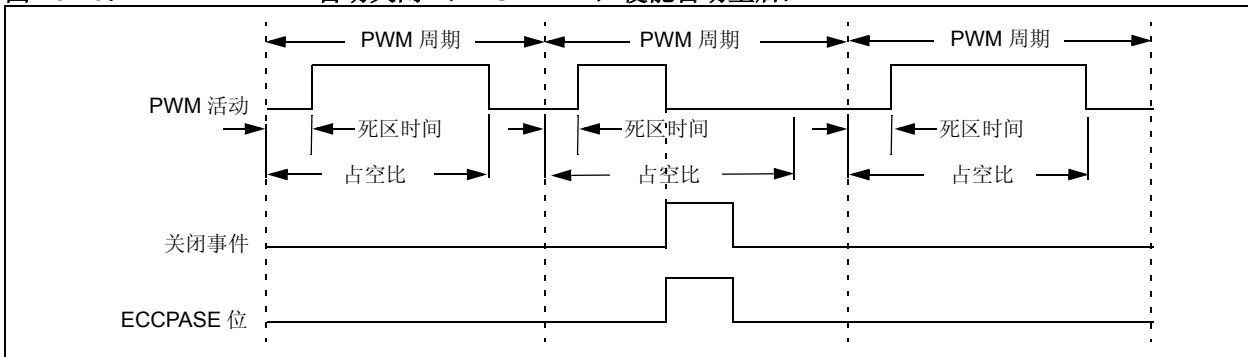 PWM 周期 PWM 周期 PWM 周期
PWM 活动
死区时间 死区时间 死区时间
占空比 占空比 占空比
关闭事件
ECCPASE 位